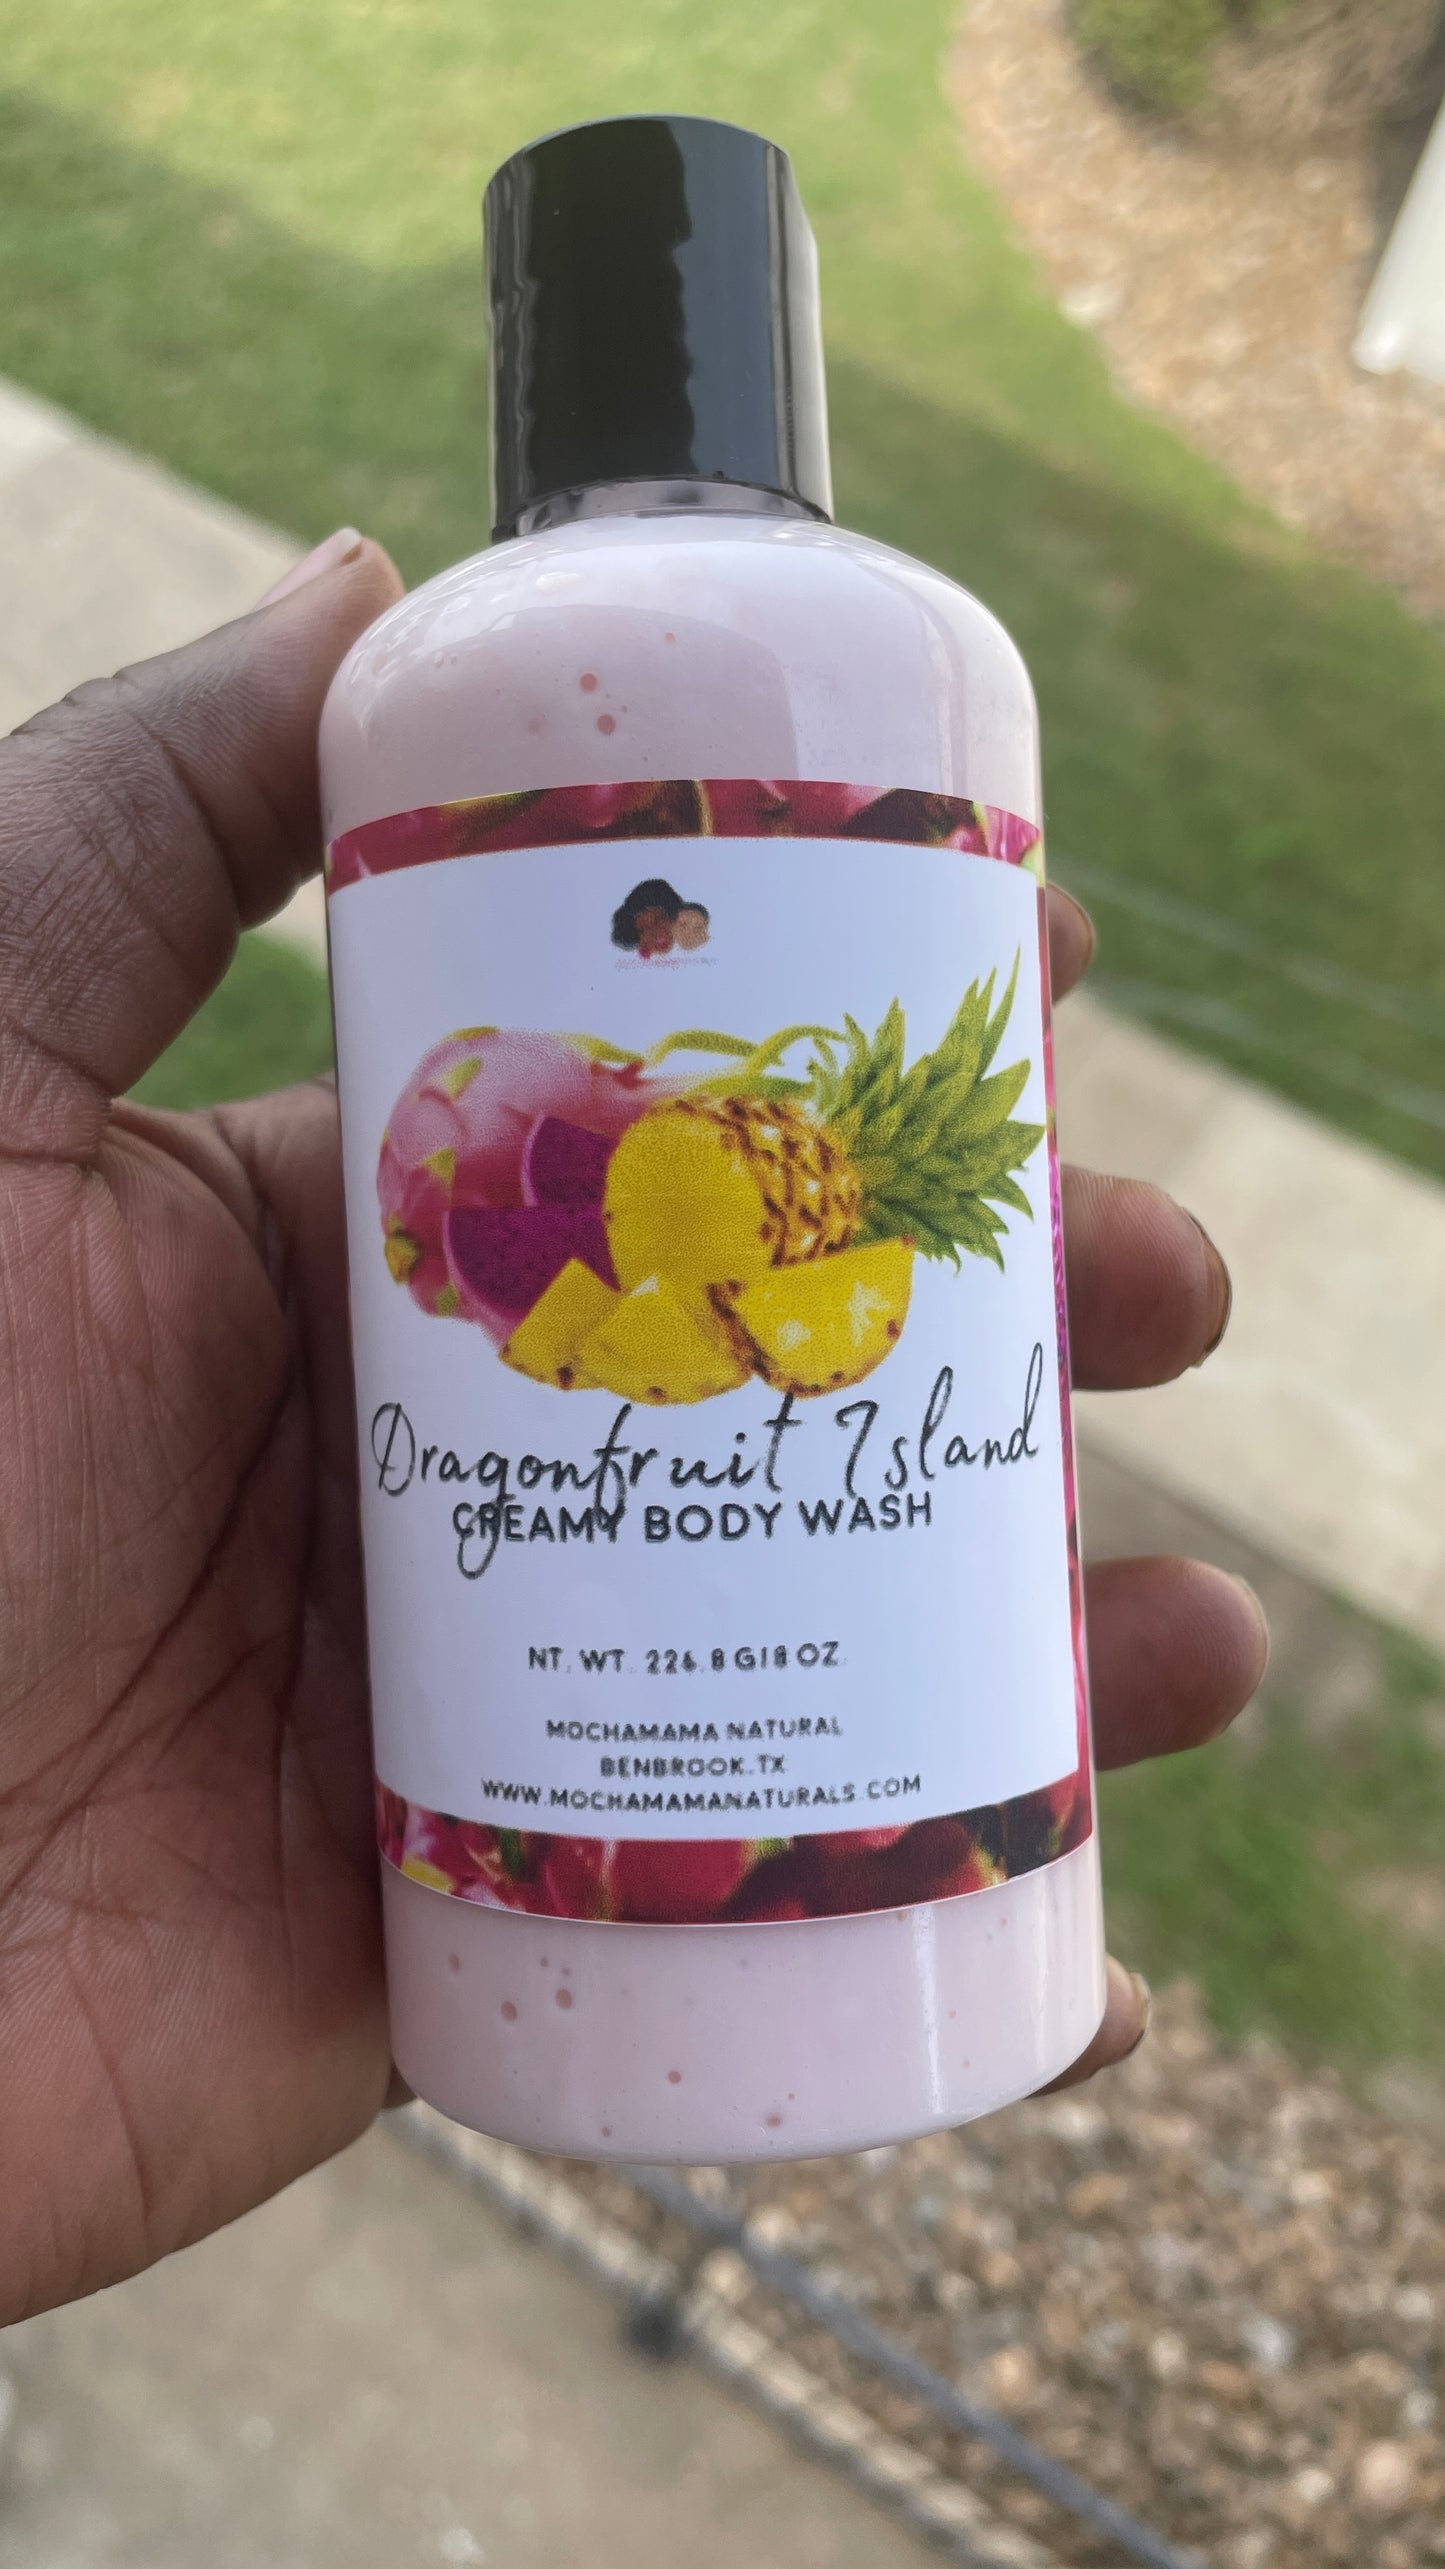 Dragonfruit Island
CREAMY BODY WASH
NT. WT. 226.8 G|8 OZ
MOCHAMAMA NATURAL
BENBROOK, TX
WWW.MOCHAMAMANATURALS.COM